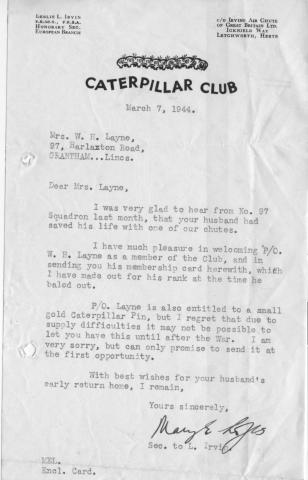 LESLIE L. IRVIN
HONORARY SEC.
EUROPEAN BRANCH
C/O IRVING AIR CHUTE
OF GREAT BRITAIN LTD.
ICKNIELD WAY
LETCHWORTH, HERTS
CATERPILLAR CLUB
March 7, 1944.
Mrs. W. H. Layne,
97, Harlaxton Road,
GRANTHAM...Lincs.
Dear Mrs. Layne,
I was very glad to hear from No. 97
Squadron last month, that your husband had
saved his life with one of our chutes.
I have much pleasure in welcoming P/O.
W. H. Layne as a member of the Club, and in
sending you his membership card herewith, which
I have made out for his rank at the time he
baled out.
P/O. Layne is also entitled to a small
gold Caterpillar Pin, but I regret that due to
supply difficulties it may not be possible to
let you have this until after the War. I am
very sorry, but can only promise to send it at
the first opportunity.
With best wishes for your husband's
early return home, I remain,
Yours sincerely,
Sec. to L. Irvin
MEL.
Encl. Card.